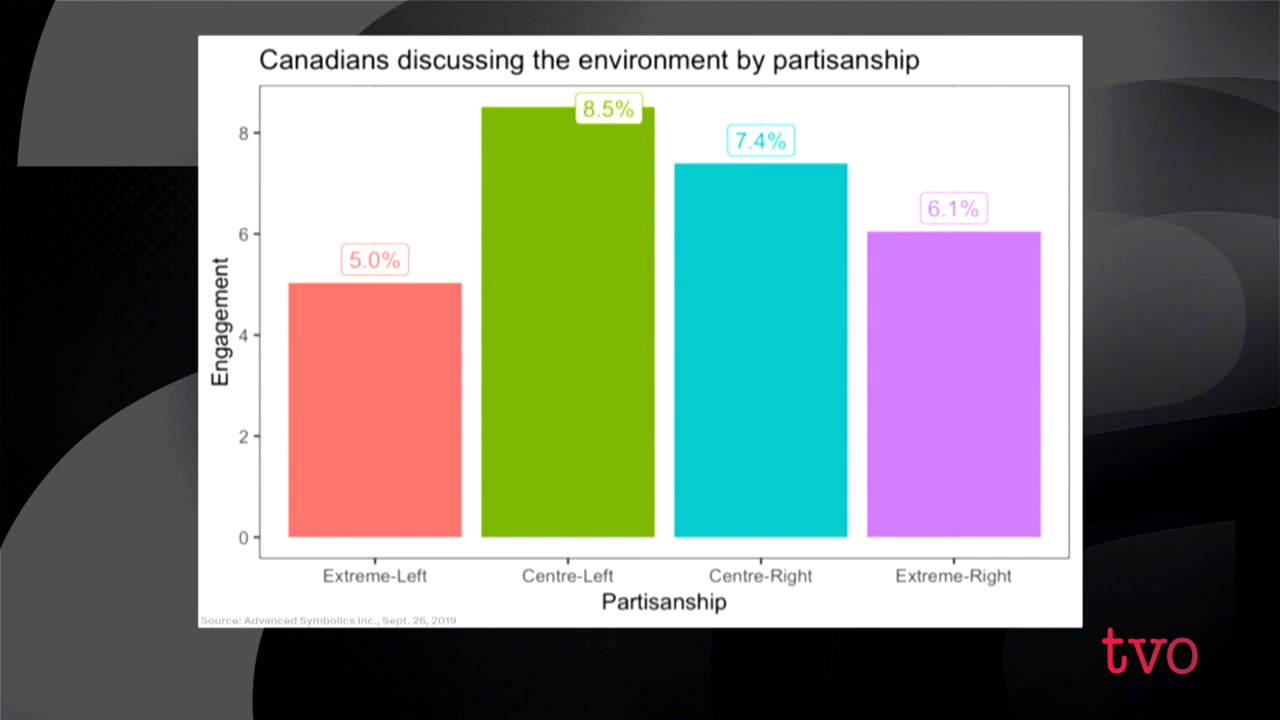 Canadians discussing the environment by partisanship
8.5%
7.4%
6.1%
5.0%
8
6
4
2
0
Engagement
Extreme-Left
Centre-Left
Centre-Right
Extreme-Right
Partisanship
Source: Advanced Symbolics Inc., Sept. 26, 2019
tvo